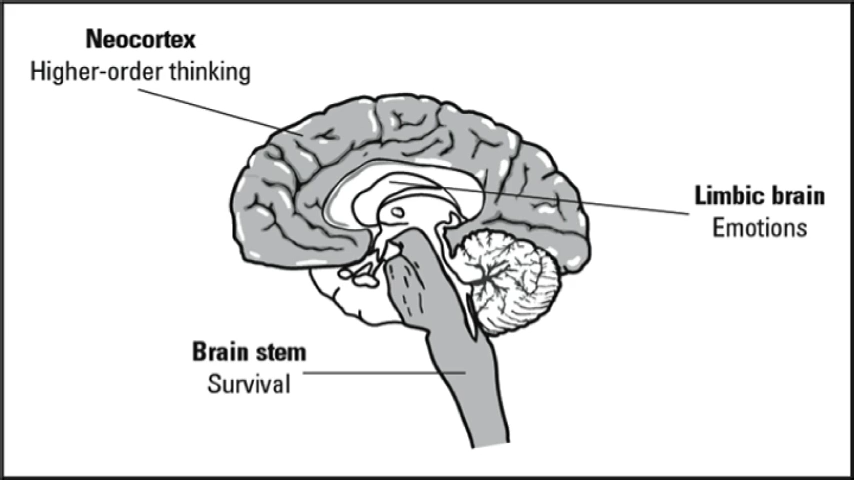 Neocortex
Higher-order thinking
Limbic brain
Emotions
Brain stem
Survival